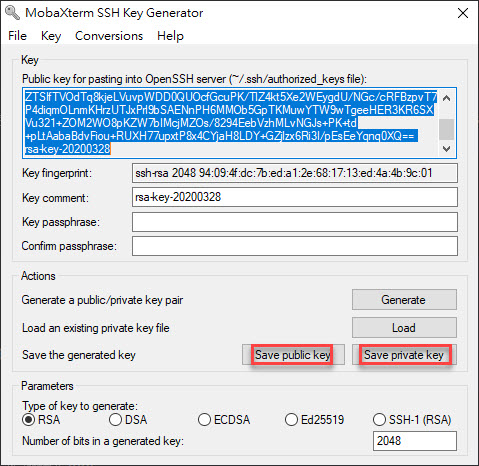 MobaXterm SSH Key Generator
File Key Conversions Help
Key
Public key for pasting into OpenSSH server (~/.ssh/authorized_keys file):
ZTSlfTVOdTq8kjeLVuvpWDD0QUOcfGcuPK/TlZ4kt5Xe2WEygdU/NGc/cRFBzpvT7
P4diqmOLnmKHrzUTJxPrl9bSAENnPH6MMOb5GpTKMuwYTW9wTgeeHER3KR6SX
Vu321+ZOM2WO8pKZW7bIMcjMZOs/8294EebVzhMLvNGJs+PK+td
+pLtAabaBdvFiou+RUXH77upxtP8x4CYjaH8LDY+GZjlzx6Ri3I/pEsEeYqnq0XQ==
rsa-key-20200328
Key fingerprint: ssh-rsa 2048 94:09:4f:dc:7b:ed:a1:2e:68:17:13:ed:4a:4b:9c:01
Key comment: rsa-key-20200328
Key passphrase:
Confirm passphrase:
Actions
Generate a public/private key pair Generate
Load an existing private key file Load
Save the generated key Save public key Save private key
Parameters
Type of key to generate:
RSA DSA ECDSA Ed25519 SSH-1 (RSA)
Number of bits in a generated key: 2048